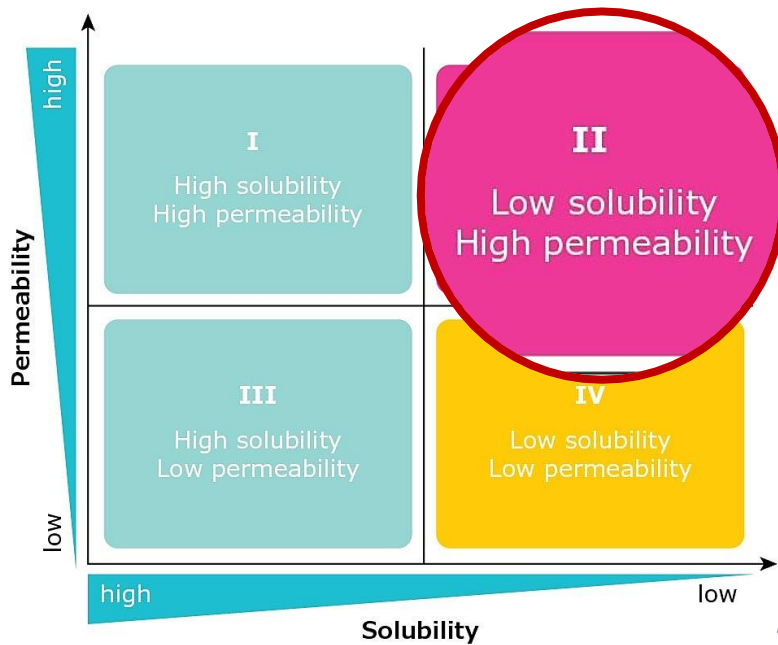 high
I
High solubility
High permeability
II
Low solubility
High permeability
Permeability
III
High solubility
Low permeability
IV
Low solubility
Low permeability
low
high
low
Solubility